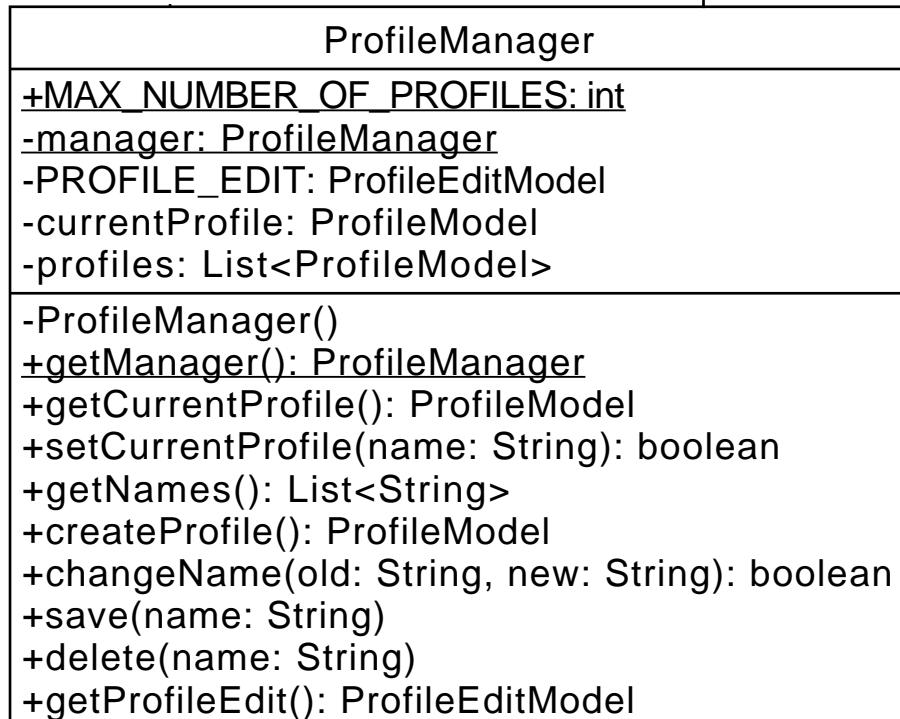 ProfileManager
+MAX_NUMBER_OF_PROFILES: int
-manager: ProfileManager
-PROFILE_EDIT: ProfileEditModel
-currentProfile: ProfileModel
-profiles: List<ProfileModel>
-ProfileManager()
+getManager(): ProfileManager
+getCurrentProfile(): ProfileModel
+setCurrentProfile(name: String): boolean
+getNames(): List<String>
+createProfile(): ProfileModel
+changeName(old: String, new: String): boolean
+save(name: String)
+delete(name: String)
+getProfileEdit(): ProfileEditModel